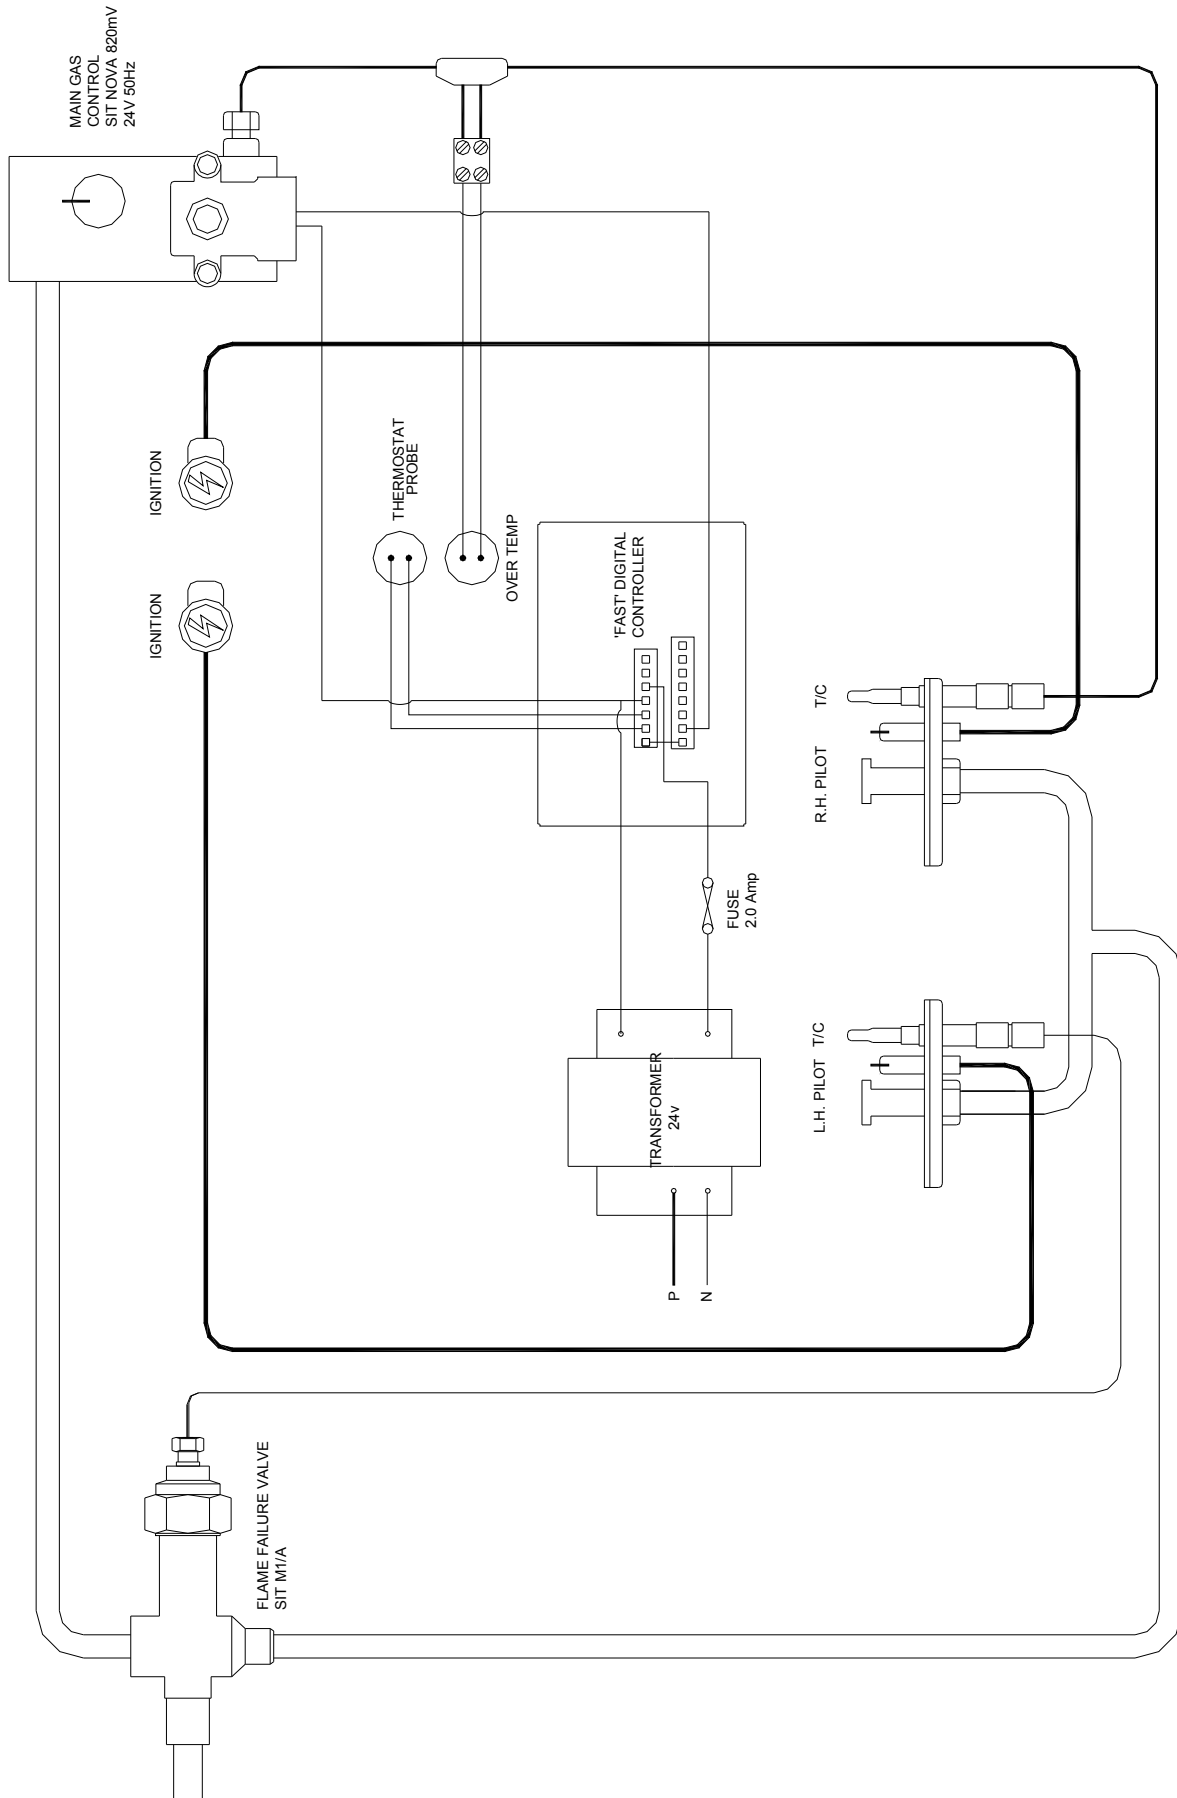 MAIN GAS
CONTROL
SIT NOVA 820mV
24V 50Hz
IGNITION
IGNITION
THERMOSTAT
PROBE
OVER TEMP
'FAST' DIGITAL
CONTROLLER
T/C
R.H. PILOT
FUSE
2.0 Amp
TRANSFORMER
24v
L.H. PILOT T/C
P
N
FLAME FAILURE VALVE
SIT M1/A